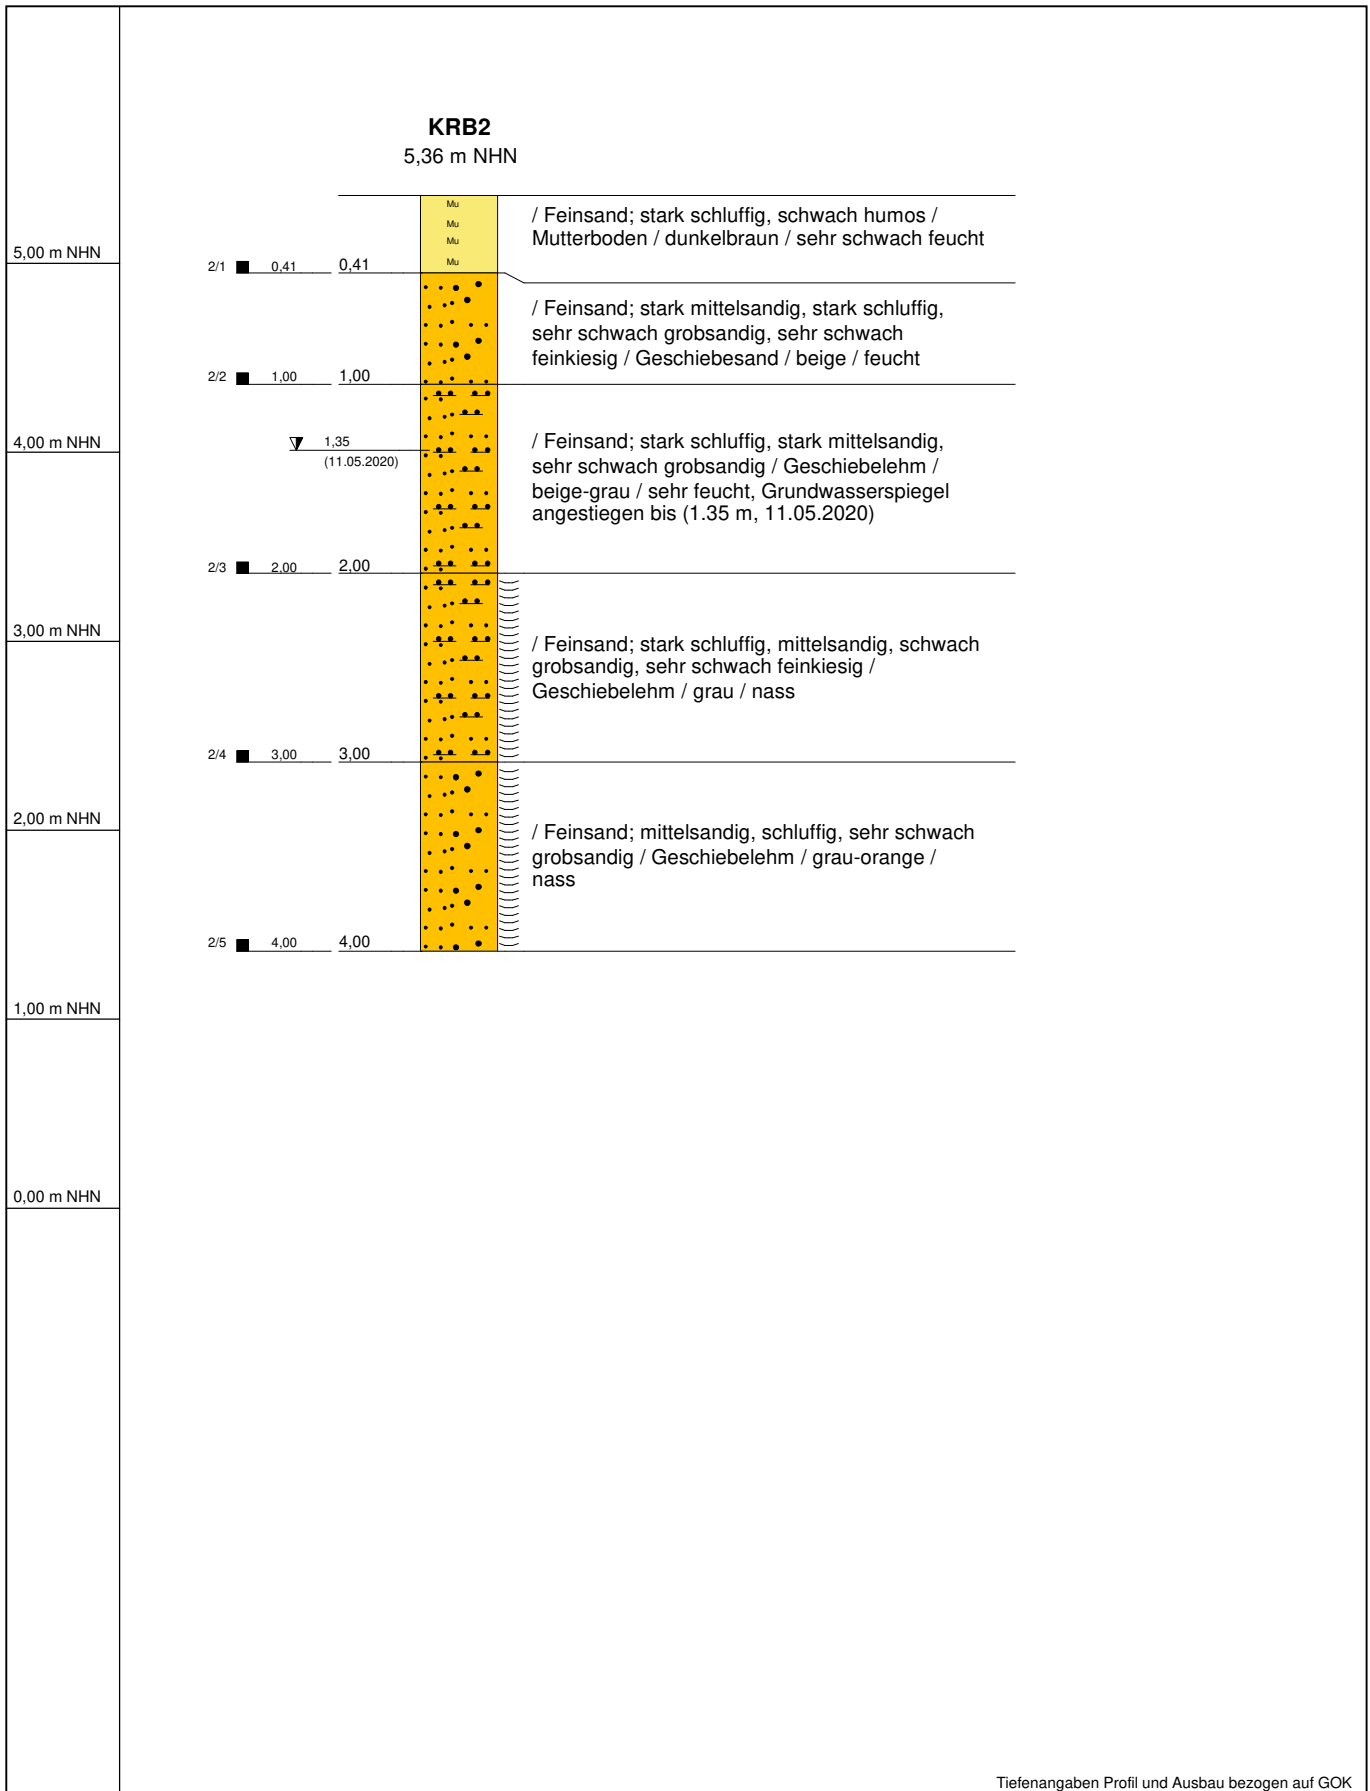 KRB2
5,36 m NHN
Mu
/ Feinsand; stark schluffig, schwach humos /
Mu
Mutterboden / dunkelbraun / sehr schwach feucht
Mu
5,00 m NHN
Mu
2/1 0,41 0,41
/ Feinsand; stark mittelsandig, stark schluffig,
sehr schwach grobsandig, sehr schwach
feinkiesig / Geschiebesand / beige / feucht
2/2 1,00 1,00
4,00 m NHN
1,35
(11.05.2020)
/ Feinsand; stark schluffig, stark mittelsandig,
sehr schwach grobsandig / Geschiebelehm /
beige-grau / sehr feucht, Grundwasserspiegel
angestiegen bis (1.35 m, 11.05.2020)
2/3 2,00 2,00
3,00 m NHN
/ Feinsand; stark schluffig, mittelsandig, schwach
grobsandig, sehr schwach feinkiesig /
Geschiebelehm / grau / nass
2/4 3,00 3,00
2,00 m NHN
/ Feinsand; mittelsandig, schluffig, sehr schwach
grobsandig / Geschiebelehm / grau-orange /
nass
2/5 4,00 4,00
1,00 m NHN
0,00 m NHN
Tiefenangaben Profil und Ausbau bezogen auf GOK